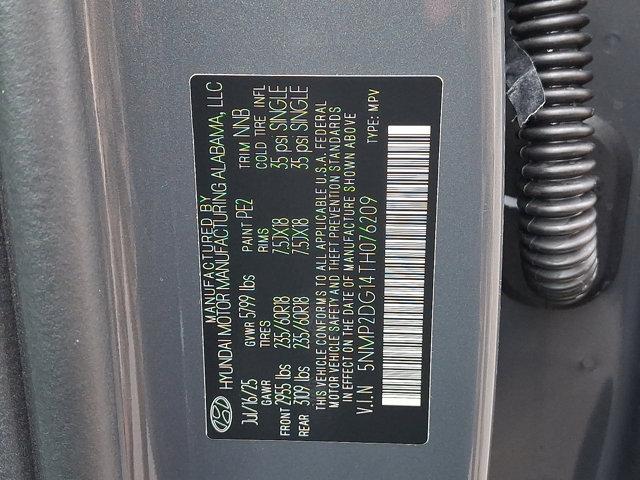 MANUFACTURED BY
HYUNDAI MOTOR MANUFACTURING ALABAMA, LLC
Jul/16/25 GVWR 5799 lbs PAINT PE2 TRIM NNB
GAWR TIRES RIMS COLD TIRE INFL
FRONT 2955 lbs 235/60R18 7.5JX18 35 psi SINGLE
REAR 3109 lbs 235/60R18 7.5JX18 35 psi SINGLE
THIS VEHICLE CONFORMS TO ALL APPLICABLE U.S.A. FEDERAL
MOTOR VEHICLE SAFETY AND THEFT PREVENTION STANDARDS
IN EFFECT ON THE DATE OF MANUFACTURE SHOWN ABOVE
V.I.N 5NMP2DG14TH076209 TYPE: MPV